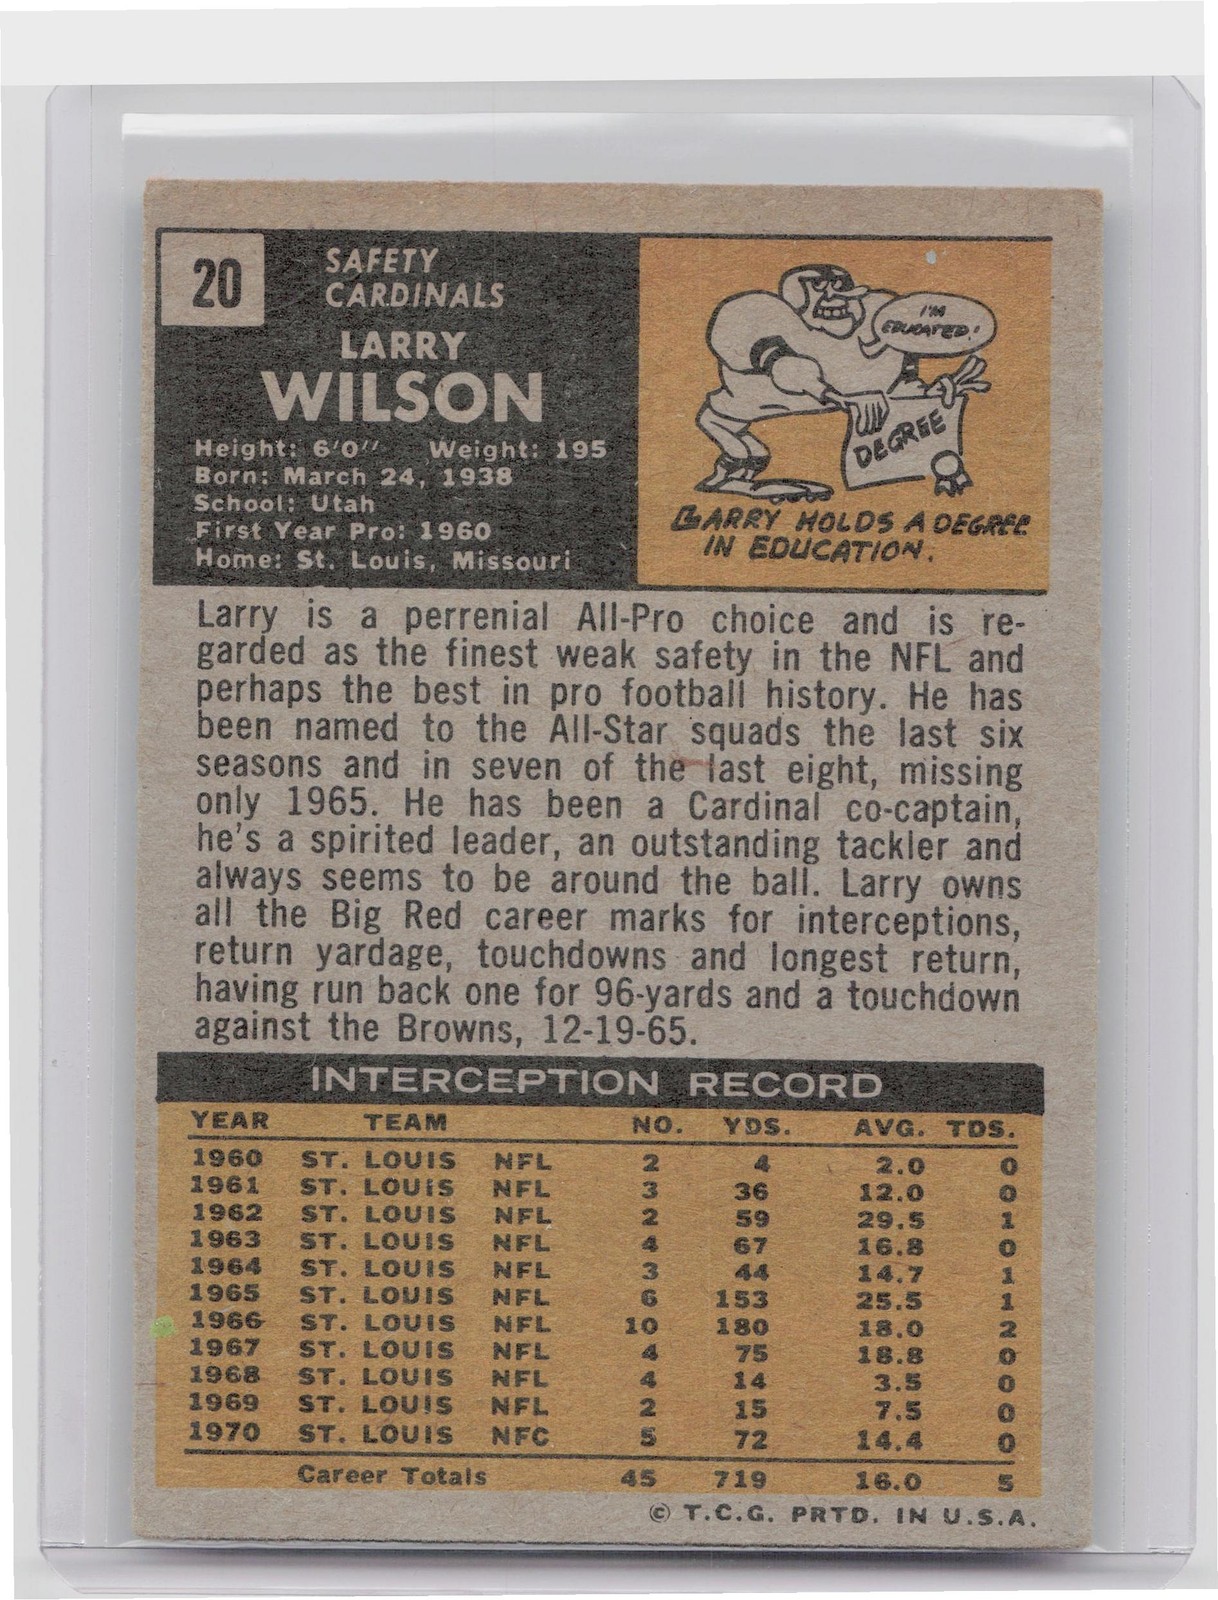 20
SAFETY
CARDINALS
LARRY
WILSON
Height: 6'0'' Weight: 195
Born: March 24, 1938
School: Utah
First Year Pro: 1960
Home: St. Louis, Missouri
I'M
EDUCATED!
DEGREE
LARRY HOLDS A DEGREE
IN EDUCATION.
Larry is a perrenial All-Pro choice and is re-
garded as the finest weak safety in the NFL and
perhaps the best in pro football history. He has
been named to the All-Star squads the last six
seasons and in seven of the last eight, missing
only 1965. He has been a Cardinal co-captain,
he's a spirited leader, an outstanding tackler and
always seems to be around the ball. Larry owns
all the Big Red career marks for interceptions,
return yardage, touchdowns and longest return,
having run back one for 96-yards and a touchdown
against the Browns, 12-19-65.
INTERCEPTION RECORD
YEAR TEAM NO. YDS. AVG. TDS.
1960 ST. LOUIS NFL 2 4 2.0 0
1961 ST. LOUIS NFL 3 36 12.0 0
1962 ST. LOUIS NFL 2 59 29.5 1
1963 ST. LOUIS NFL 4 67 16.8 0
1964 ST. LOUIS NFL 3 44 14.7 1
1965 ST. LOUIS NFL 6 153 25.5 1
1966 ST. LOUIS NFL 10 180 18.0 2
1967 ST. LOUIS NFL 4 75 18.8 0
1968 ST. LOUIS NFL 4 14 3.5 0
1969 ST. LOUIS NFL 2 15 7.5 0
1970 ST. LOUIS NFC 5 72 14.4 0
Career Totals 45 719 16.0 5
© T.C.G. PRTD. IN U.S.A.